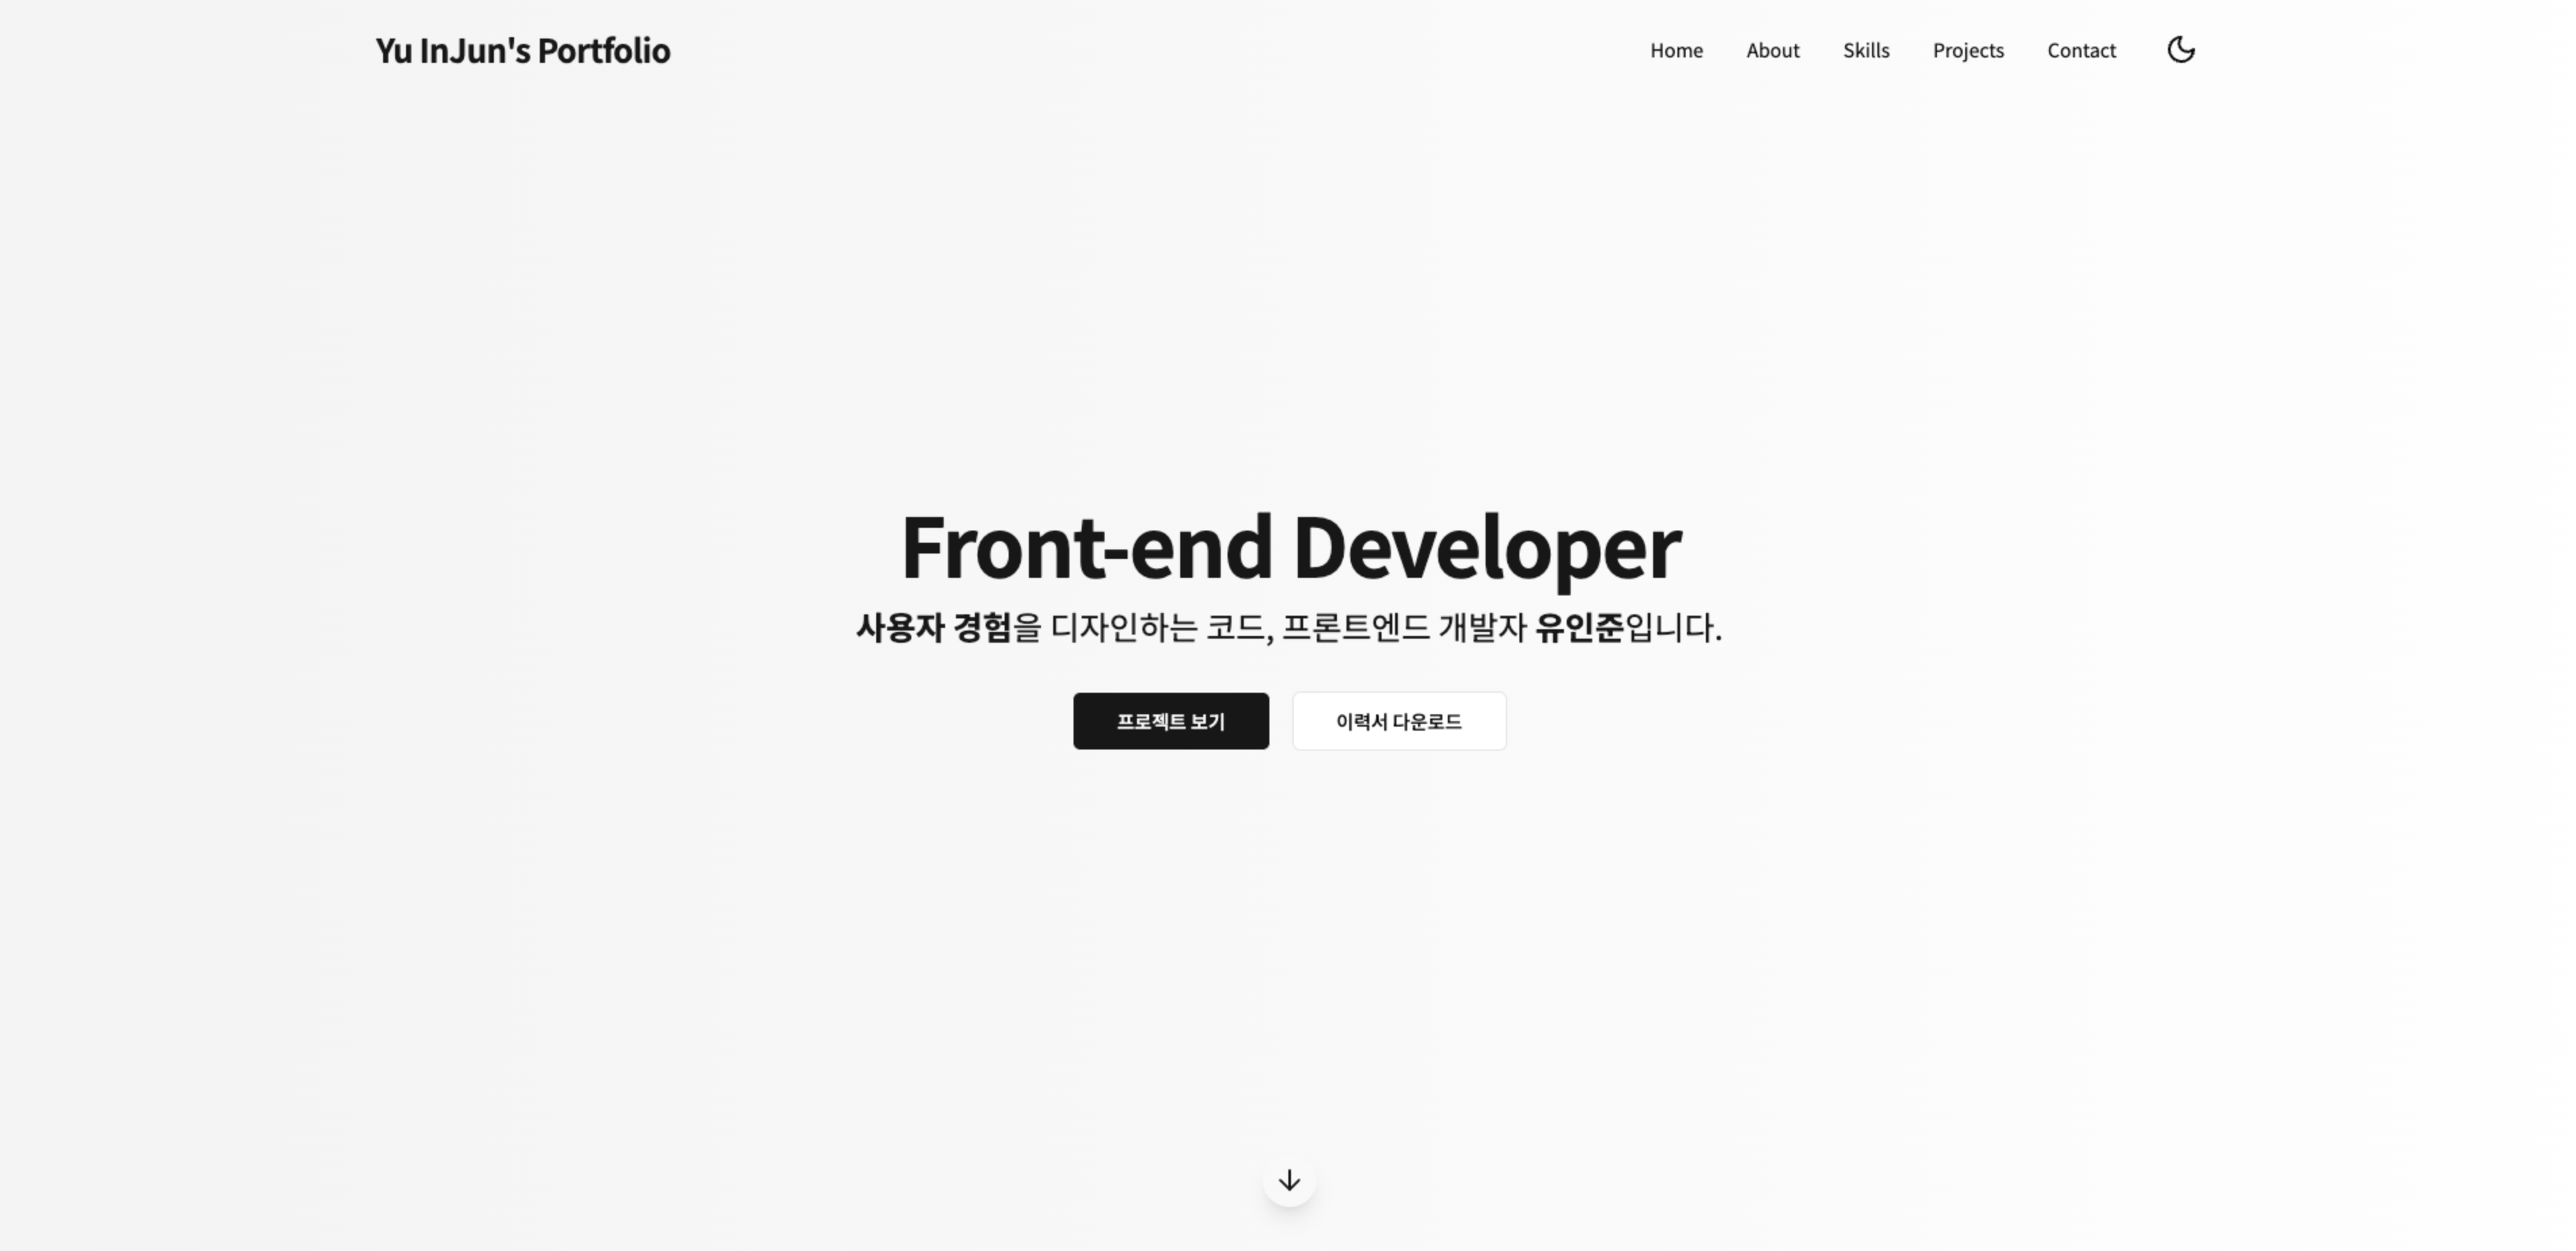 Yu InJun's Portfolio
Home About Skills Projects Contact
Front-end Developer
사용자 경험을 디자인하는 코드, 프론트엔드 개발자 유인준입니다.
프로젝트 보기 이력서 다운로드